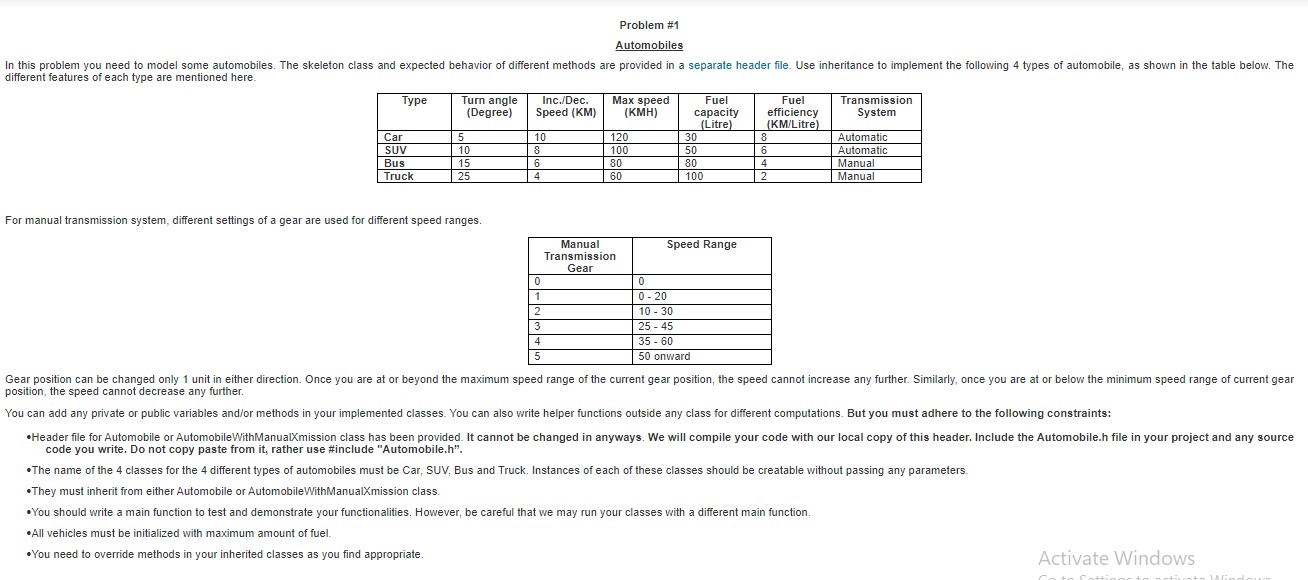 Problem #1
Automobiles
In this problem you need to model some automobiles. The skeleton class and expected behavior of different methods are provided in a separate header file. Use inheritance to implement the following 4 types of automobile, as shown in the table below. The
different features of each type are mentioned here.
Type Turn angle (Degree) Inc./Dec. Speed (KM) Max speed (KMH) Fuel capacity (Litre) Fuel efficiency (KM/Litre) Transmission System
Car 5 10 120 30 8 Automatic
SUV 10 8 100 50 6 Automatic
Bus 15 6 80 80 4 Manual
Truck 25 4 60 100 2 Manual
For manual transmission system, different settings of a gear are used for different speed ranges.
Manual Transmission Gear Speed Range
0 0
1 0 - 20
2 10 - 30
3 25 - 45
4 35 - 60
5 50 onward
Gear position can be changed only 1 unit in either direction. Once you are at or beyond the maximum speed range of the current gear position, the speed cannot increase any further. Similarly, once you are at or below the minimum speed range of current gear
position, the speed cannot decrease any further.
You can add any private or public variables and/or methods in your implemented classes. You can also write helper functions outside any class for different computations. But you must adhere to the following constraints:
•Header file for Automobile or AutomobileWithManualXmission class has been provided. It cannot be changed in anyways. We will compile your code with our local copy of this header. Include the Automobile.h file in your project and any source
code you write. Do not copy paste from it, rather use #include "Automobile.h".
•The name of the 4 classes for the 4 different types of automobiles must be Car, SUV, Bus and Truck. Instances of each of these classes should be creatable without passing any parameters.
•They must inherit from either Automobile or AutomobileWithManualXmission class.
•You should write a main function to test and demonstrate your functionalities. However, be careful that we may run your classes with a different main function.
•All vehicles must be initialized with maximum amount of fuel.
•You need to override methods in your inherited classes as you find appropriate.
Activate Windows